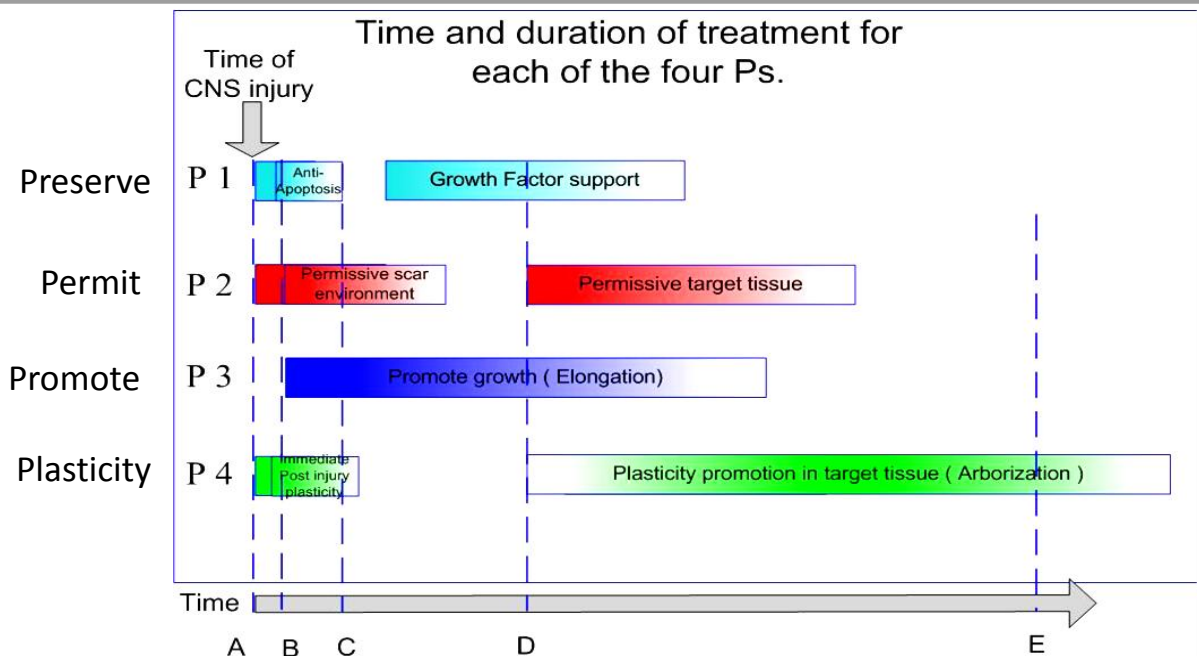 Time and duration of treatment for
each of the four Ps.
Time of
CNS injury
Preserve
P 1
Anti-
Apoptosis
Growth Factor support
Permit
P 2
Permissive scar
environment
Permissive target tissue
Promote
P 3
Promote growth ( Elongation)
Plasticity
P 4
Immediate
Post injury
plasticity
Plasticity promotion in target tissue ( Arborization )
Time
A B C D E